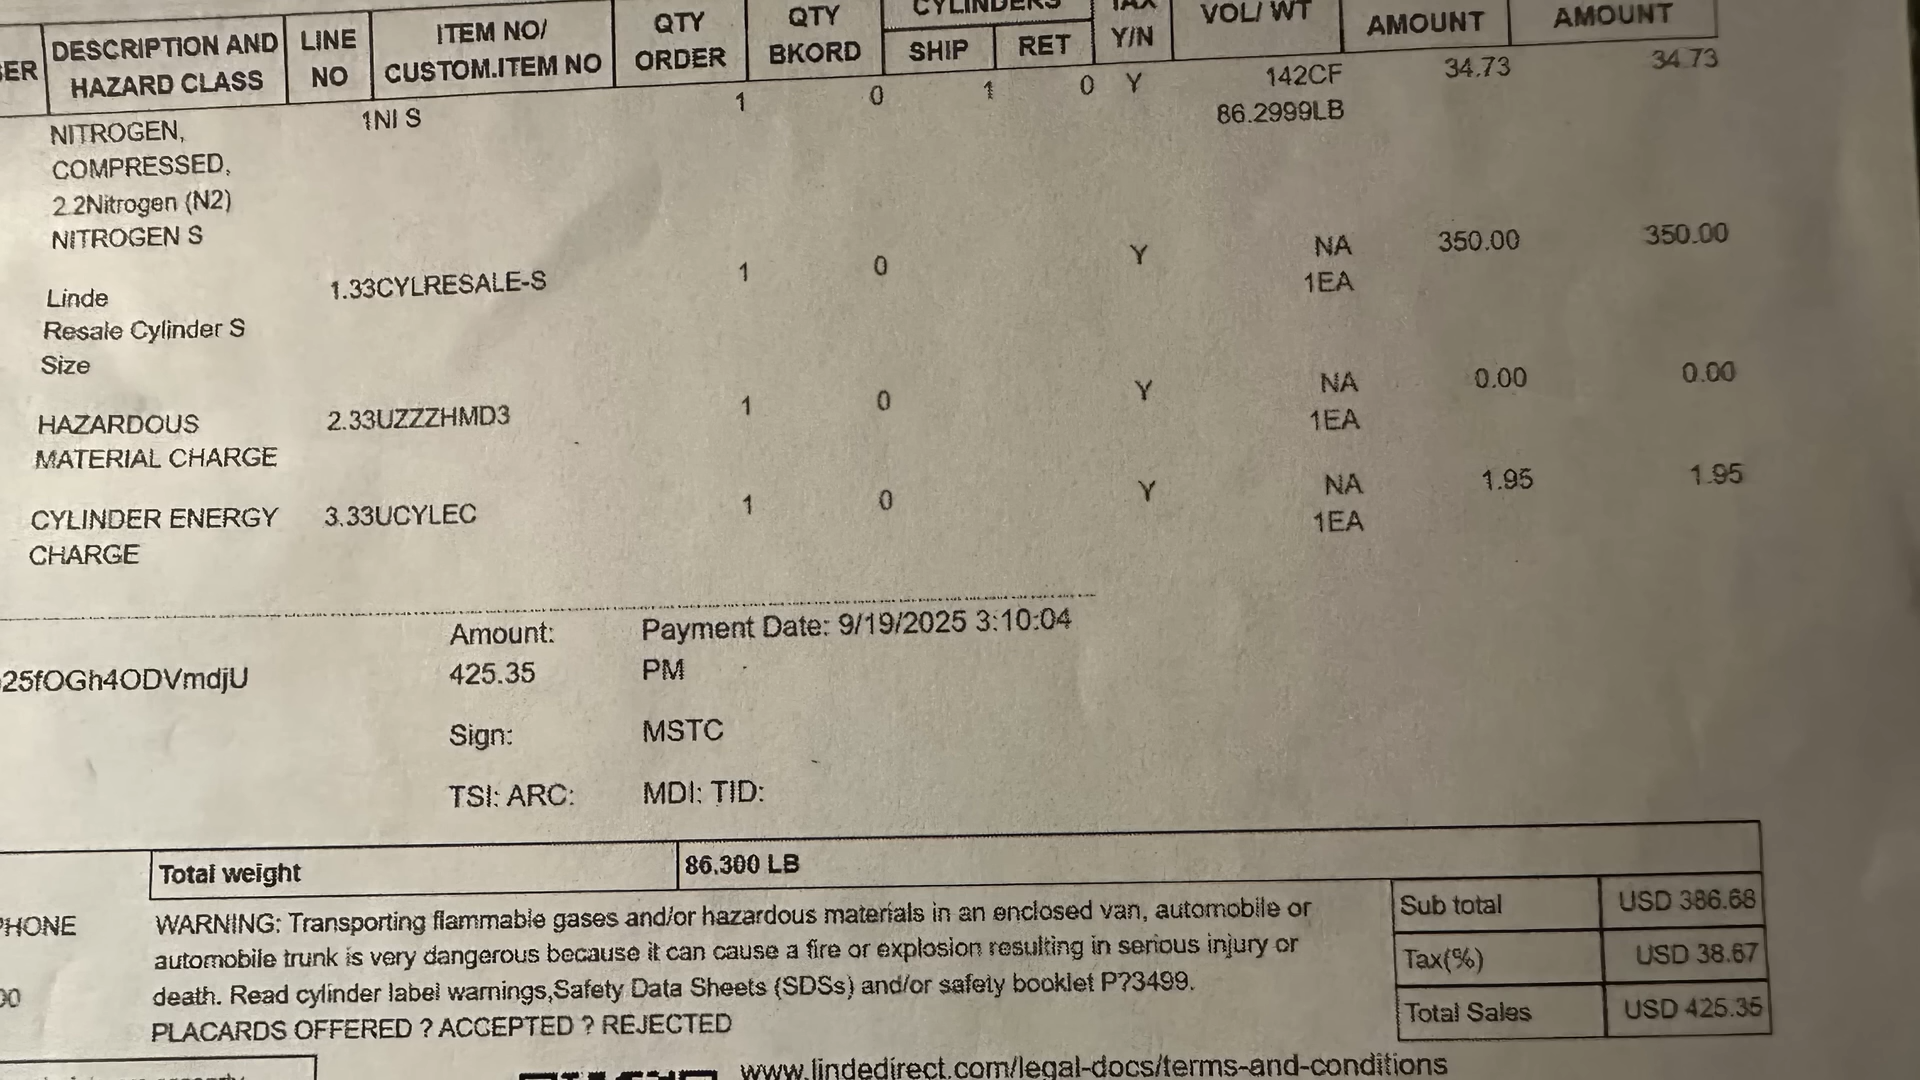 CYLINDERS TAX
SER DESCRIPTION AND HAZARD CLASS LINE NO ITEM NO/ CUSTOM.ITEM NO QTY ORDER QTY BKORD SHIP RET Y/N VOL/ WT AMOUNT AMOUNT
NITROGEN, 1NI S 1 0 1 0 Y 142CF 34.73 34.73
COMPRESSED, 86.2999LB
2.2Nitrogen (N2)
NITROGEN S
Linde 1.33CYLRESALE-S 1 0 Y NA 350.00 350.00
Resale Cylinder S 1EA
Size
HAZARDOUS 2.33UZZZHMD3 1 0 Y NA 0.00 0.00
MATERIAL CHARGE 1EA
CYLINDER ENERGY 3.33UCYLEC 1 0 Y NA 1.95 1.95
CHARGE 1EA
Amount: Payment Date: 9/19/2025 3:10:04
25fOGh4ODVmdjU 425.35 PM
Sign: MSTC
TSI: ARC: MDI: TID:
Total weight 86.300 LB
PHONE WARNING: Transporting flammable gases and/or hazardous materials in an enclosed van, automobile or
automobile trunk is very dangerous because it can cause a fire or explosion resulting in serious injury or
death. Read cylinder label warnings,Safety Data Sheets (SDSs) and/or safety booklet P?3499.
PLACARDS OFFERED ? ACCEPTED ? REJECTED
Sub total USD 386.68
Tax(%) USD 38.67
Total Sales USD 425.35
www.lindedirect.com/legal-docs/terms-and-conditions